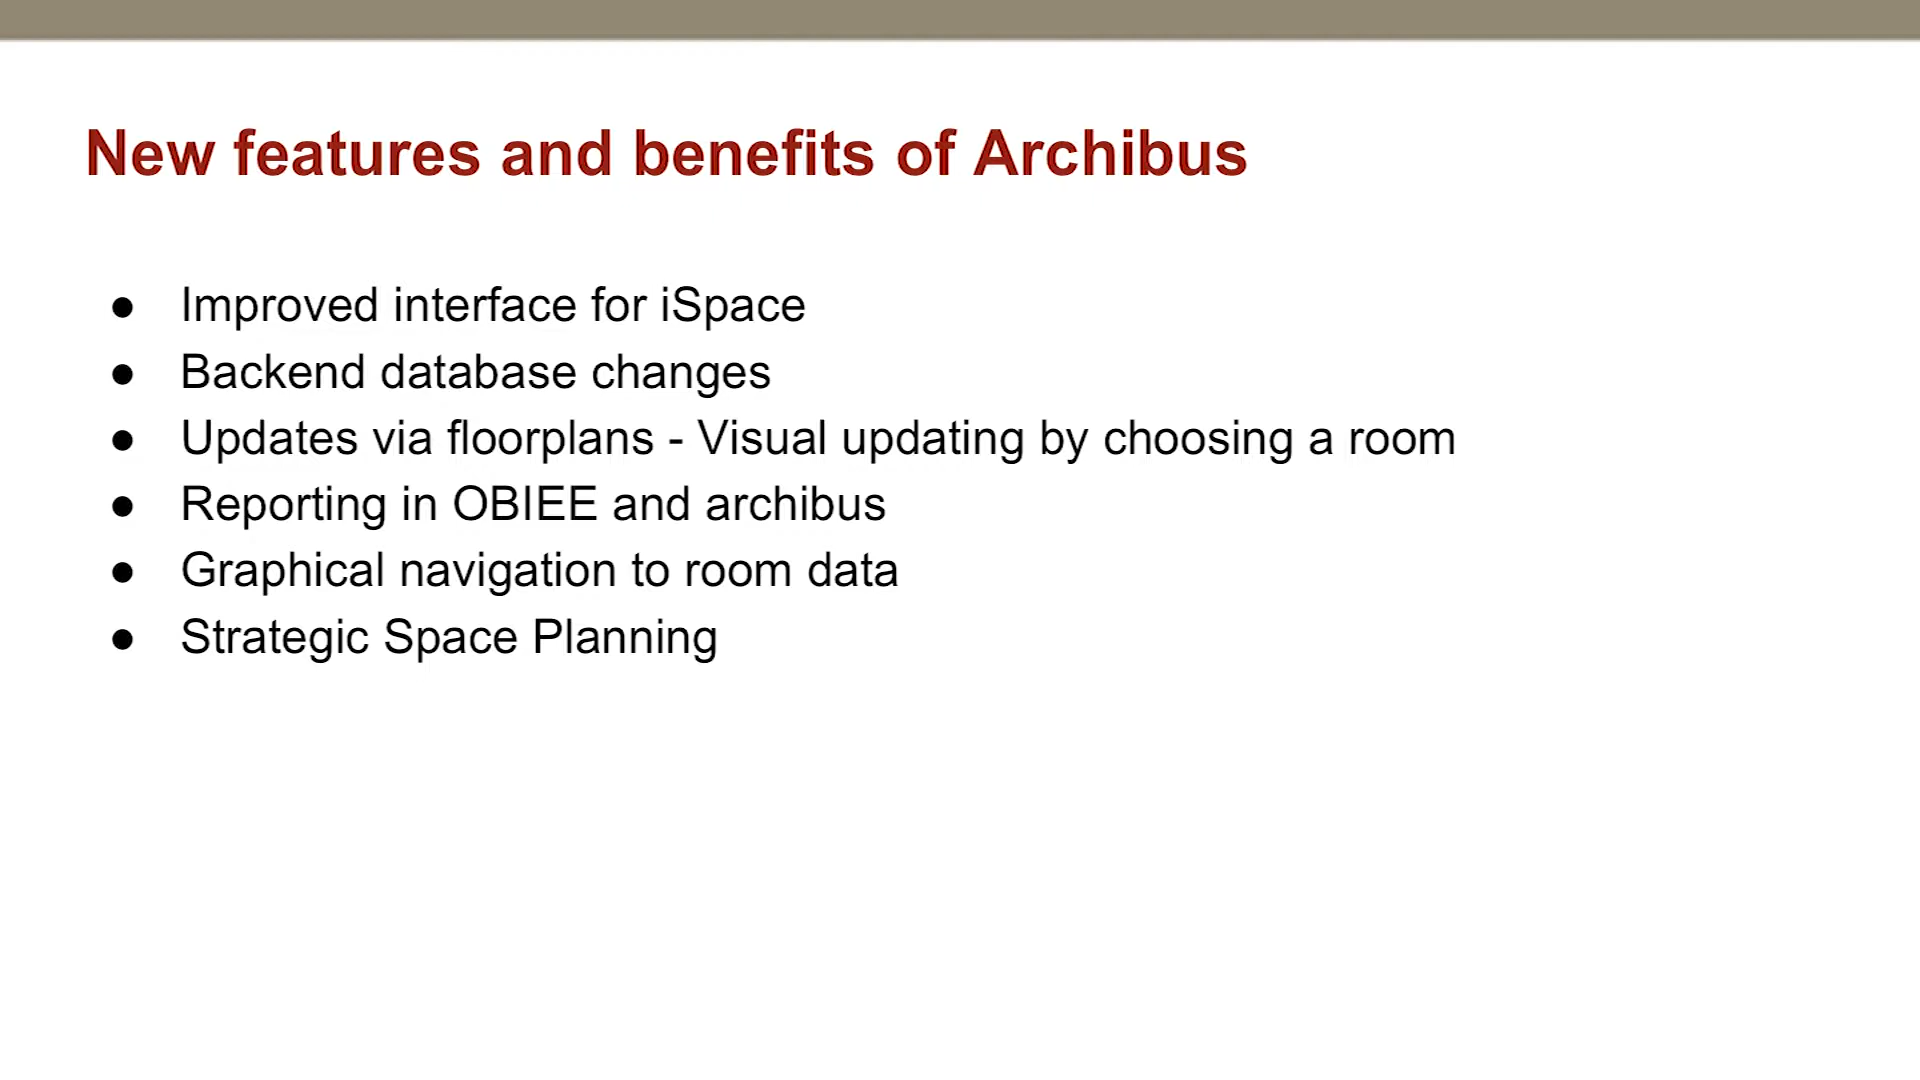 New features and benefits of Archibus
● Improved interface for iSpace
● Backend database changes
● Updates via floorplans - Visual updating by choosing a room
● Reporting in OBIEE and archibus
● Graphical navigation to room data
● Strategic Space Planning